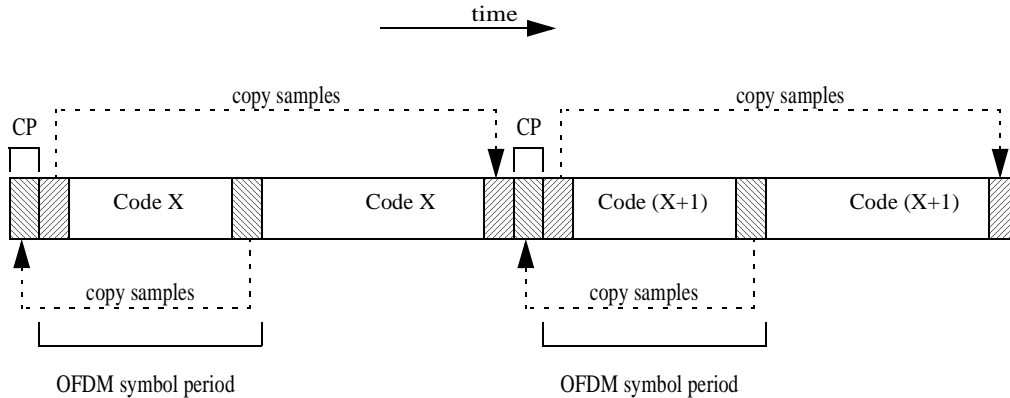 time
copy samples
copy samples
CP
CP
Code X
Code X
Code (X+1)
Code (X+1)
copy samples
copy samples
OFDM symbol period
OFDM symbol period